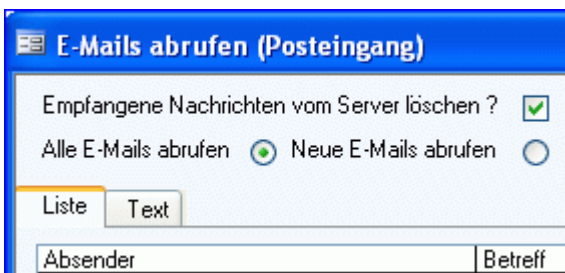 E-Mails abrufen (Posteingang)
Empfangene Nachrichten vom Server löschen ?
Alle E-Mails abrufen Neue E-Mails abrufen
Liste Text
Absender Betreff